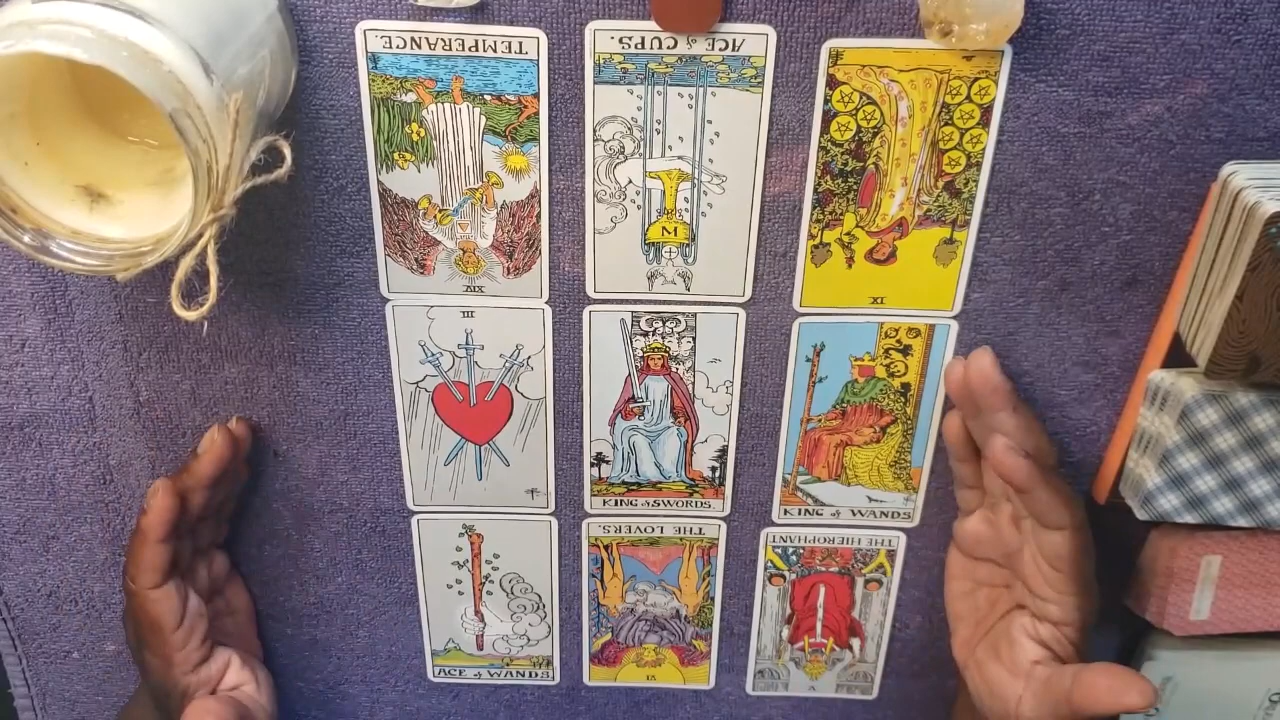 TEMPERANCE.
ACE of CUPS.
XIV
IX
III
KING of SWORDS.
KING of WANDS
THE LOVERS.
THE HIEROPHANT
ACE of WANDS
VI
V